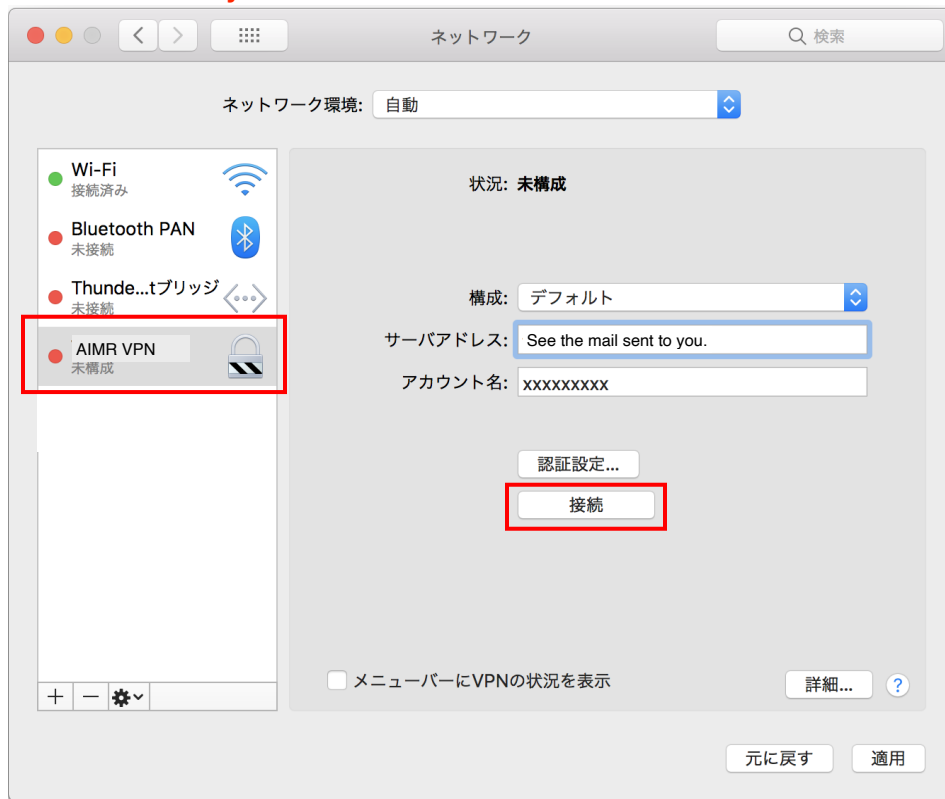 ネットワーク
検索
ネットワーク環境: 自動
Wi-Fi
接続済み
Bluetooth PAN
未接続
Thunde...tブリッジ
未接続
AIMR VPN
未構成
状況: 未構成
構成: デフォルト
サーバアドレス: See the mail sent to you.
アカウント名: xxxxxxxxx
認証設定...
接続
メニューバーにVPNの状況を表示
詳細... ?
元に戻す 適用